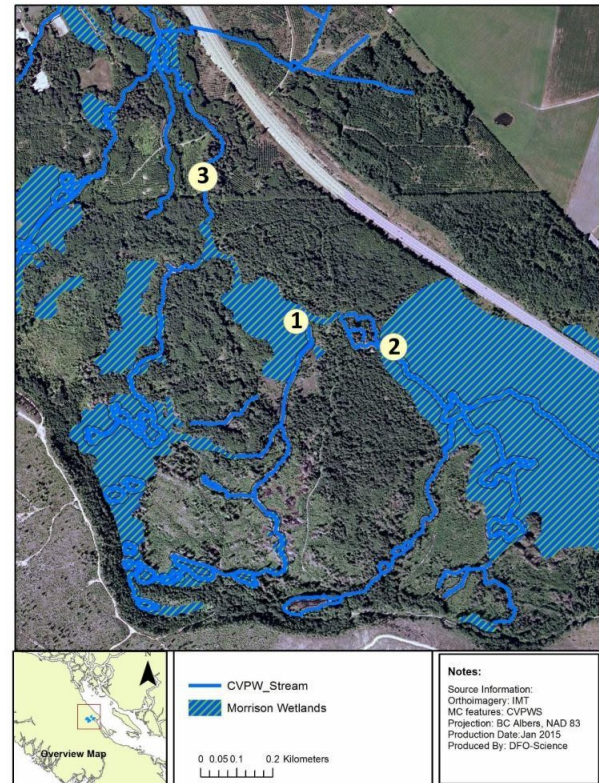 3
1
2
N
Overview Map
CVPW_Stream
Morrison Wetlands
0 0.05 0.1 0.2 Kilometers
Notes:
Source Information:
Orthoimagery: IMT
MC features: CVPWS
Projection: BC Albers, NAD 83
Production Date:Jan 2015
Produced By: DFO-Science